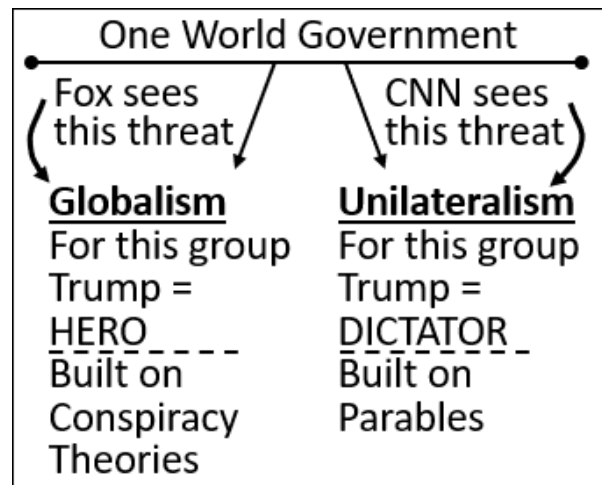 One World Government
Fox sees
this threat
CNN sees
this threat
Globalism
For this group
Trump =
HERO
Built on
Conspiracy
Theories
Unilateralism
For this group
Trump =
DICTATOR
Built on
Parables